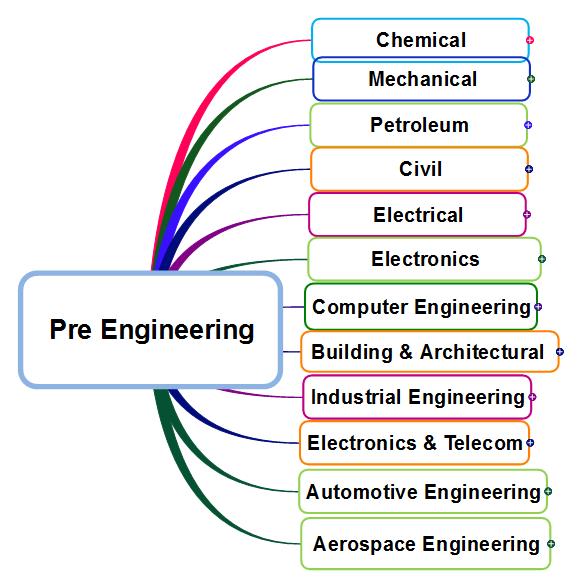 Chemical
Mechanical
Petroleum
Civil
Electrical
Electronics
Pre Engineering
Computer Engineering
Building & Architectural
Industrial Engineering
Electronics & Telecom
Automotive Engineering
Aerospace Engineering